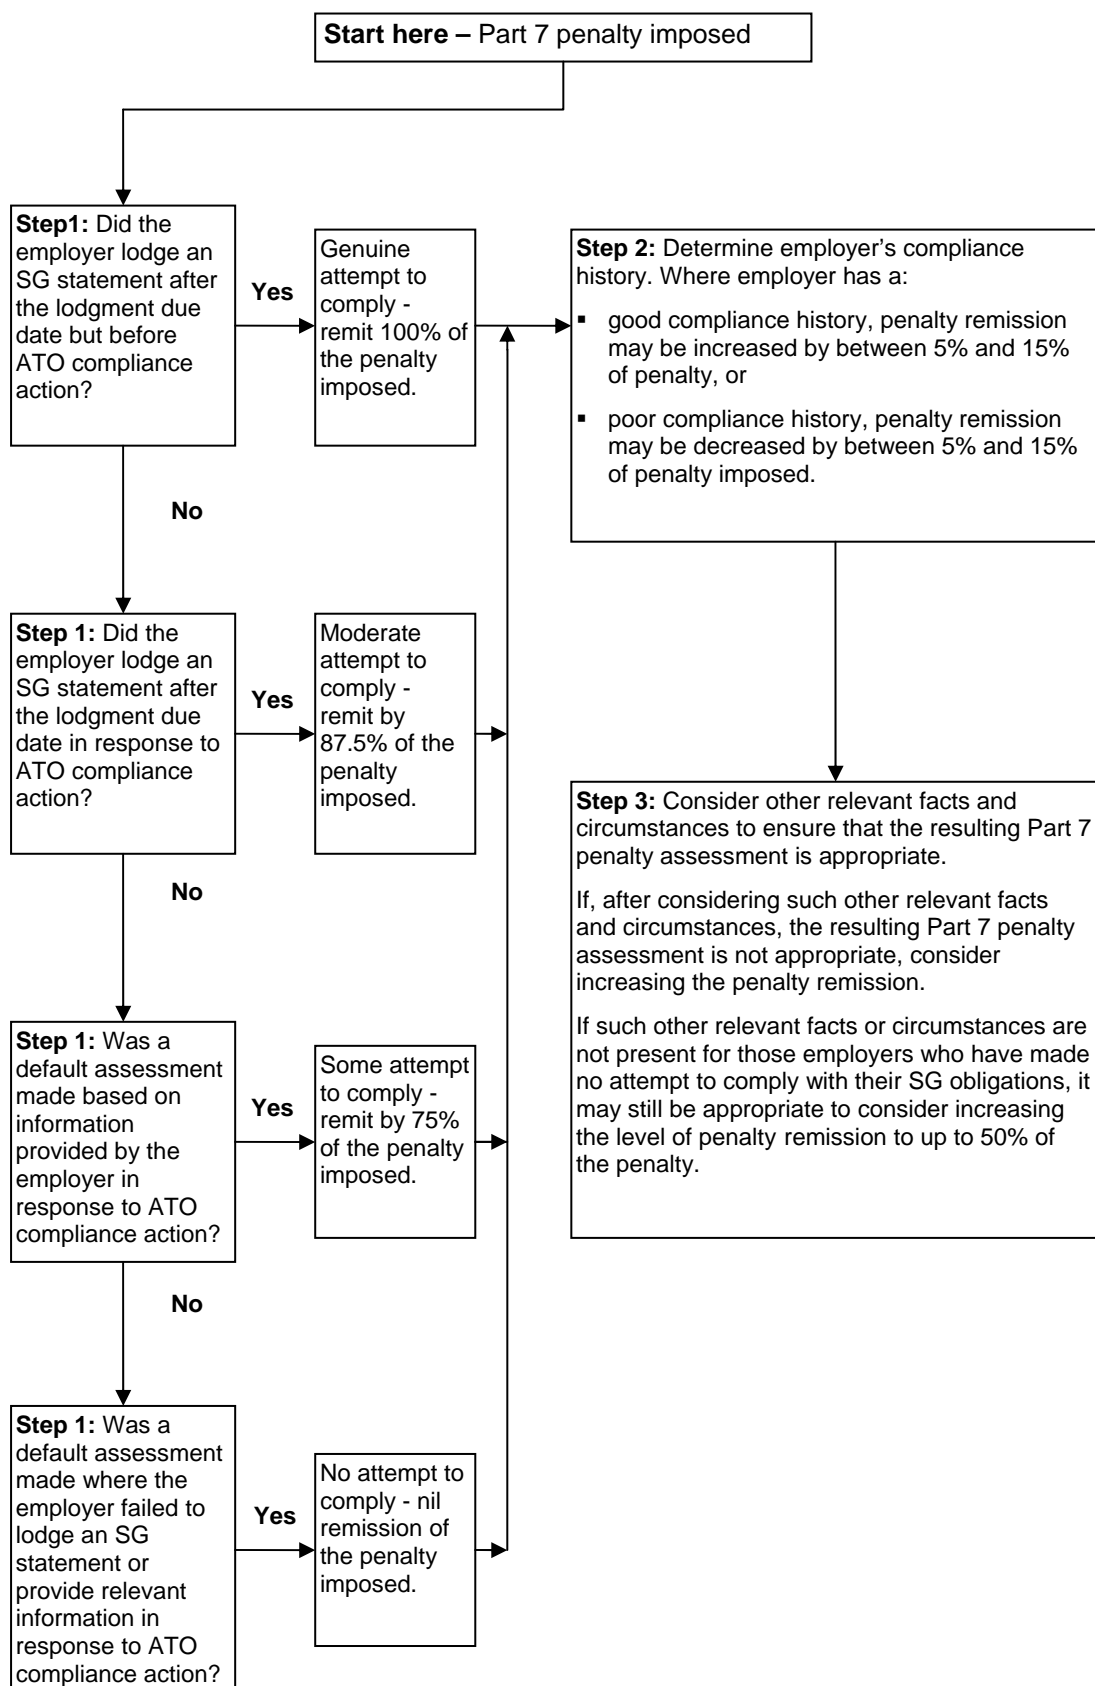 Start here – Part 7 penalty imposed
Step1: Did the
employer lodge an
SG statement after
the lodgment due
date but before
ATO compliance
action?
Yes
Genuine
attempt to
comply -
remit 100% of
the penalty
imposed.
Step 2: Determine employer's compliance
history. Where employer has a:
▪ good compliance history, penalty remission
may be increased by between 5% and 15%
of penalty, or
▪ poor compliance history, penalty remission
may be decreased by between 5% and 15%
of penalty imposed.
No
Step 1: Did the
employer lodge an
SG statement after
the lodgment due
date in response to
ATO compliance
action?
Yes
Moderate
attempt to
comply -
remit by
87.5% of the
penalty
imposed.
Step 3: Consider other relevant facts and
circumstances to ensure that the resulting Part 7
penalty assessment is appropriate.
If, after considering such other relevant facts
and circumstances, the resulting Part 7 penalty
assessment is not appropriate, consider
increasing the penalty remission.
If such other relevant facts or circumstances are
not present for those employers who have made
no attempt to comply with their SG obligations, it
may still be appropriate to consider increasing
the level of penalty remission to up to 50% of
the penalty.
No
Step 1: Was a
default assessment
made based on
information
provided by the
employer in
response to ATO
compliance action?
Yes
Some attempt
to comply -
remit by 75%
of the penalty
imposed.
No
Step 1: Was a
default assessment
made where the
employer failed to
lodge an SG
statement or
provide relevant
information in
response to ATO
compliance action?
Yes
No attempt to
comply - nil
remission of
the penalty
imposed.